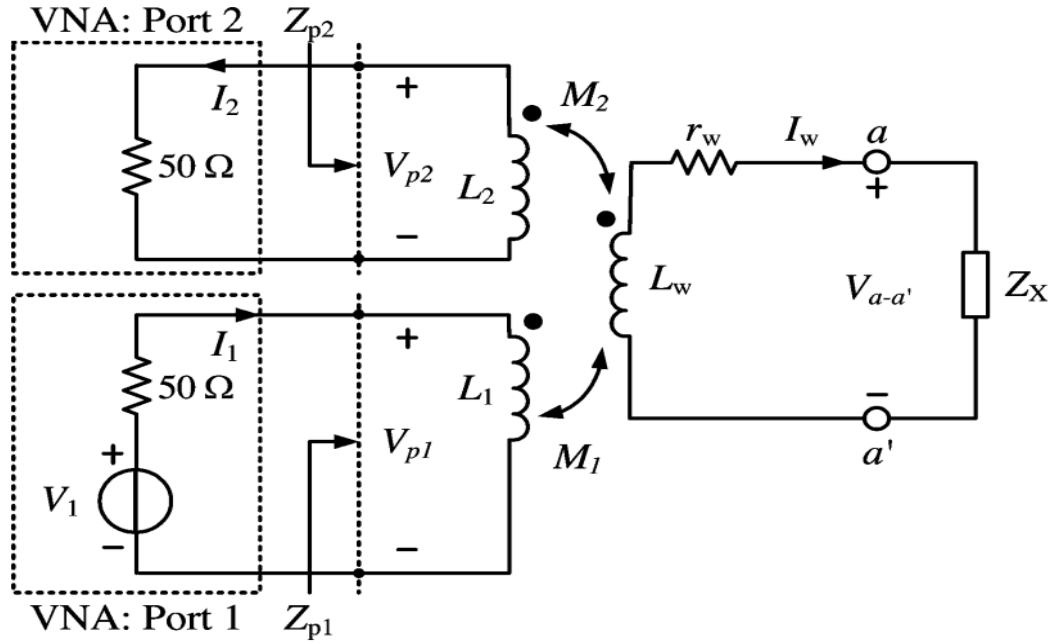 VNA: Port 2
Zp2
I2
50 Ω
+
Vp2
−
L2
M2
rw
Iw
a
+
Lw
Va-a'
ZX
−
a'
I1
50 Ω
+
V1
−
+
Vp1
−
L1
M1
VNA: Port 1
Zp1